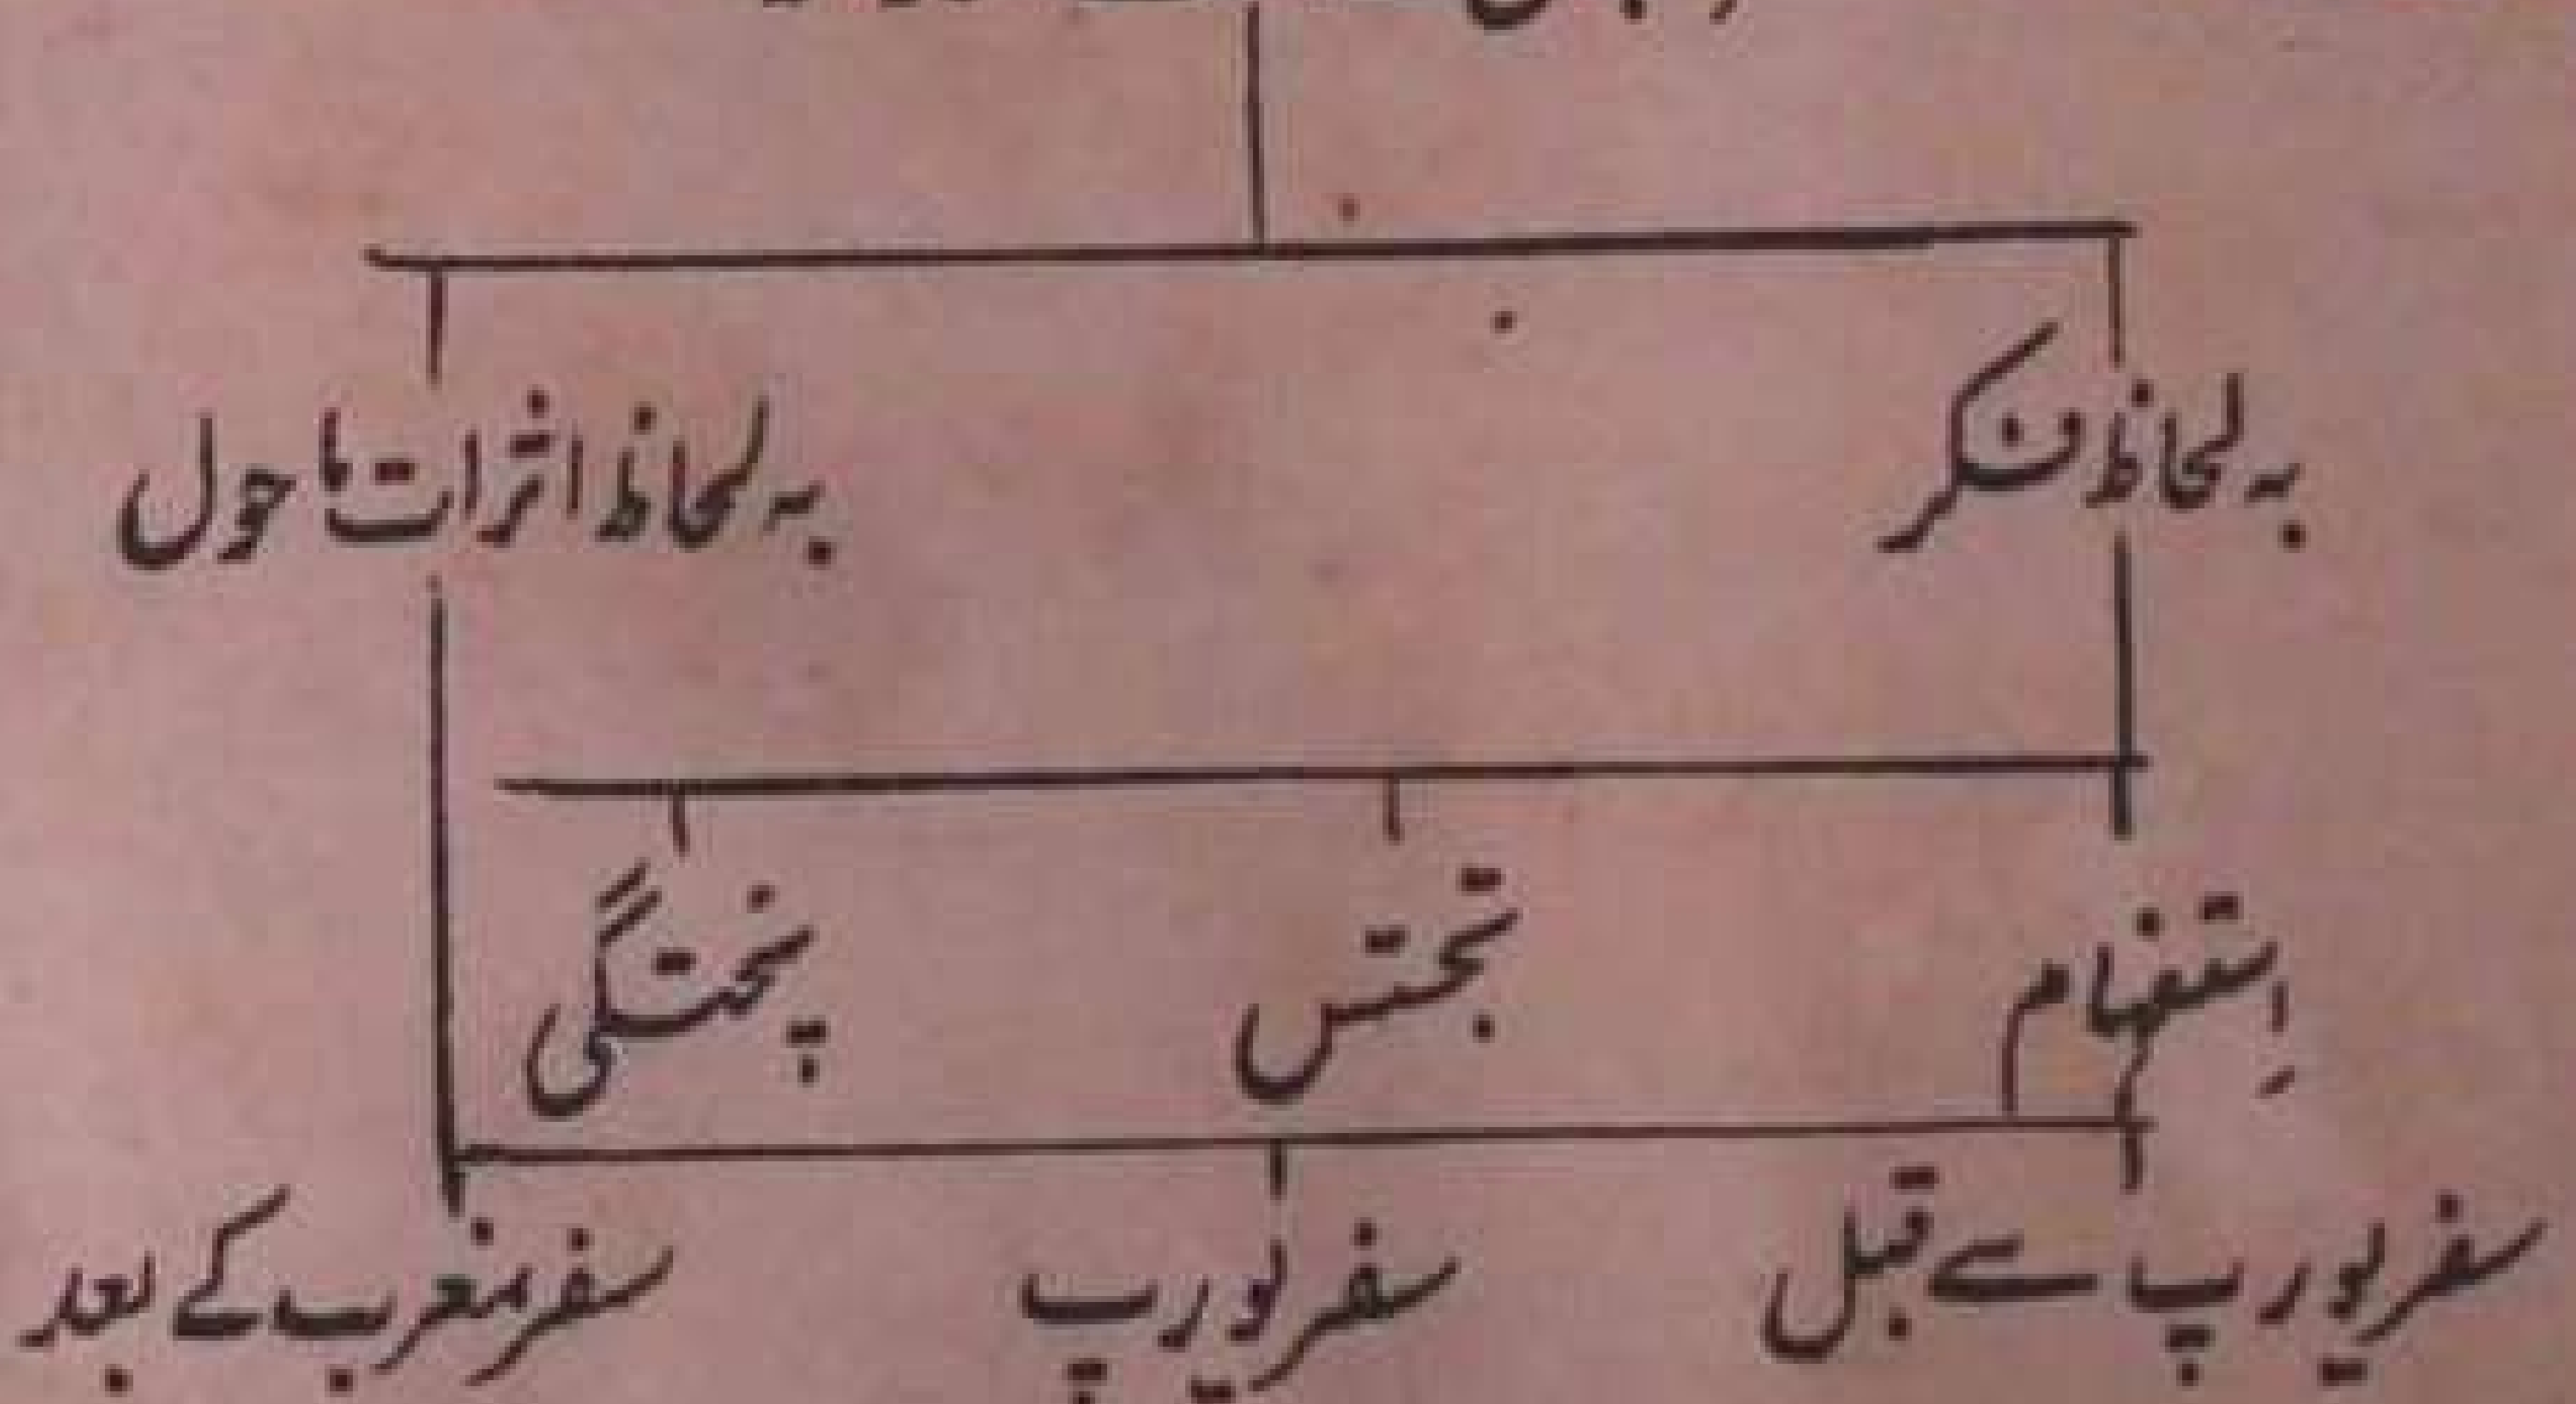 به لحاظ فکر
به لحاظ اثرات ماحول
اِستفہام
تجسّس
پختگی
سفر یورپ سے قبل
سفر یورپ
سفر مغرب کے بعد